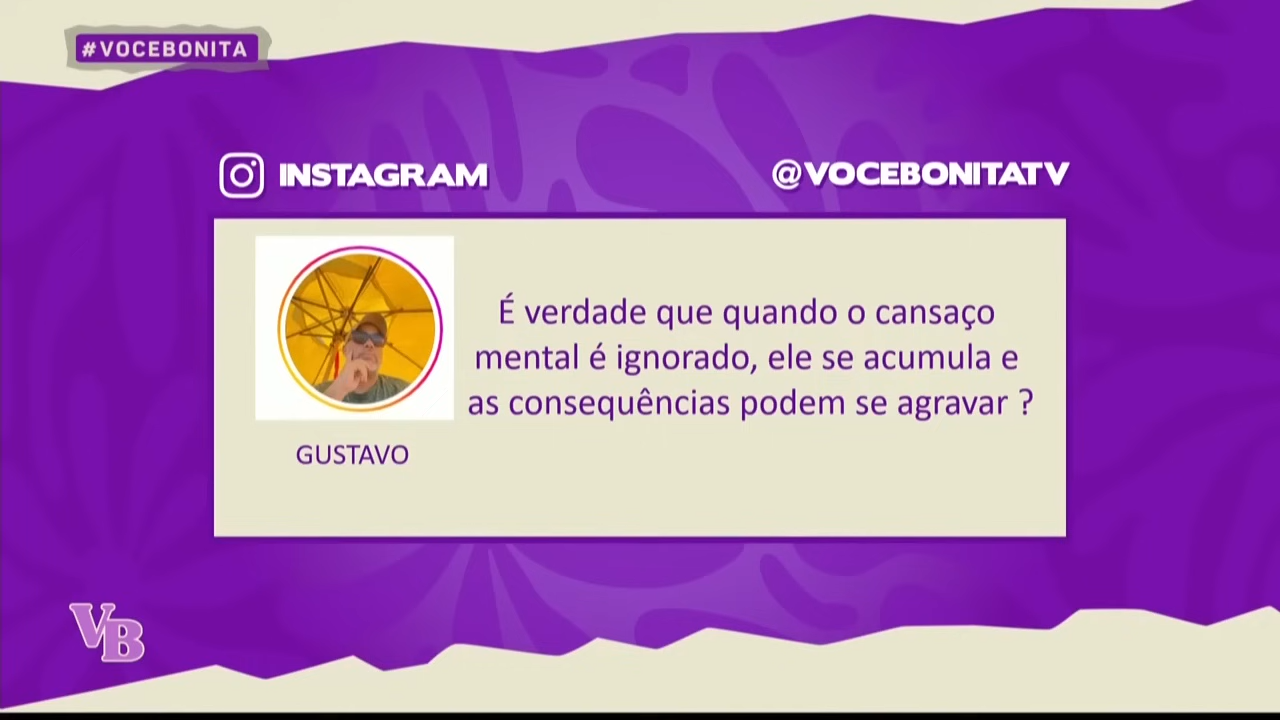 #VOCEBONITA
INSTAGRAM
@VOCEBONITATV
É verdade que quando o cansaço
mental é ignorado, ele se acumula e
as consequências podem se agravar ?
GUSTAVO
VB